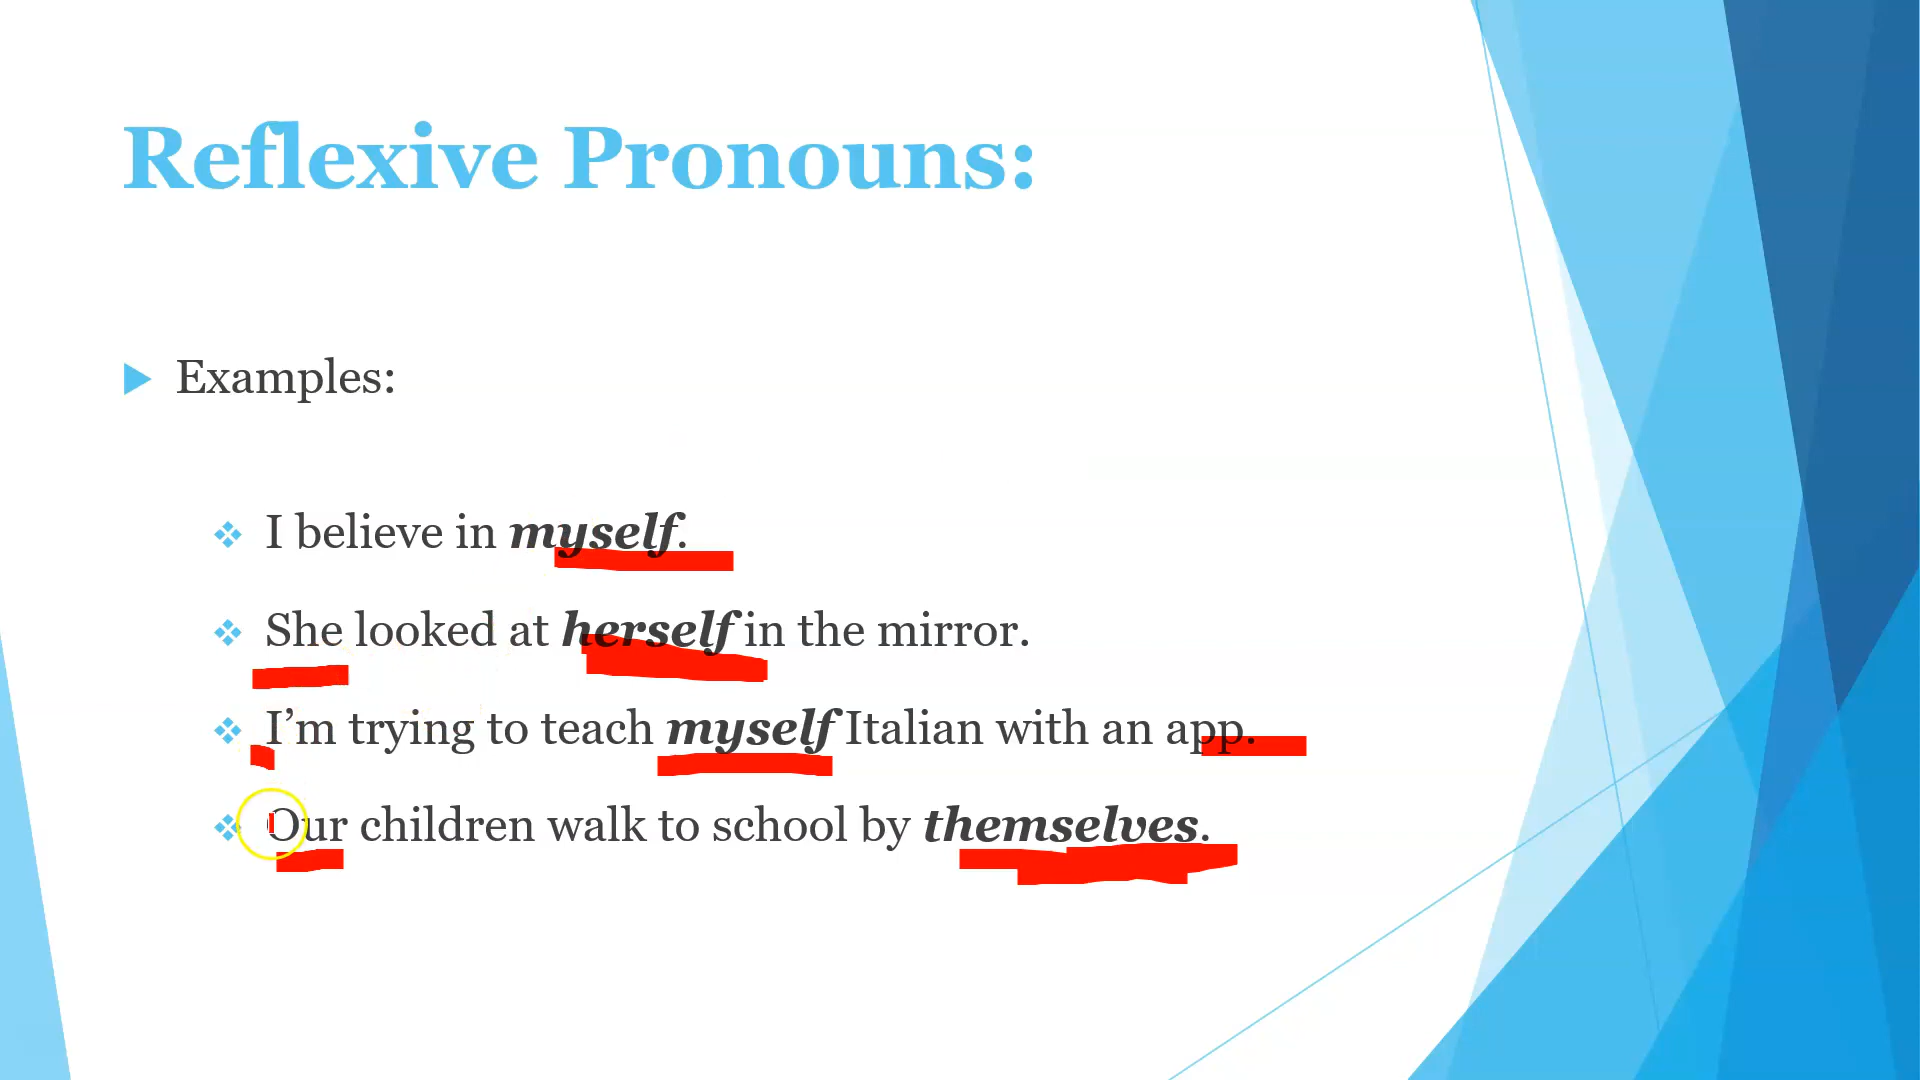 Reflexive Pronouns:
Examples:
I believe in myself.
She looked at herself in the mirror.
I’m trying to teach myself Italian with an app.
Our children walk to school by themselves.